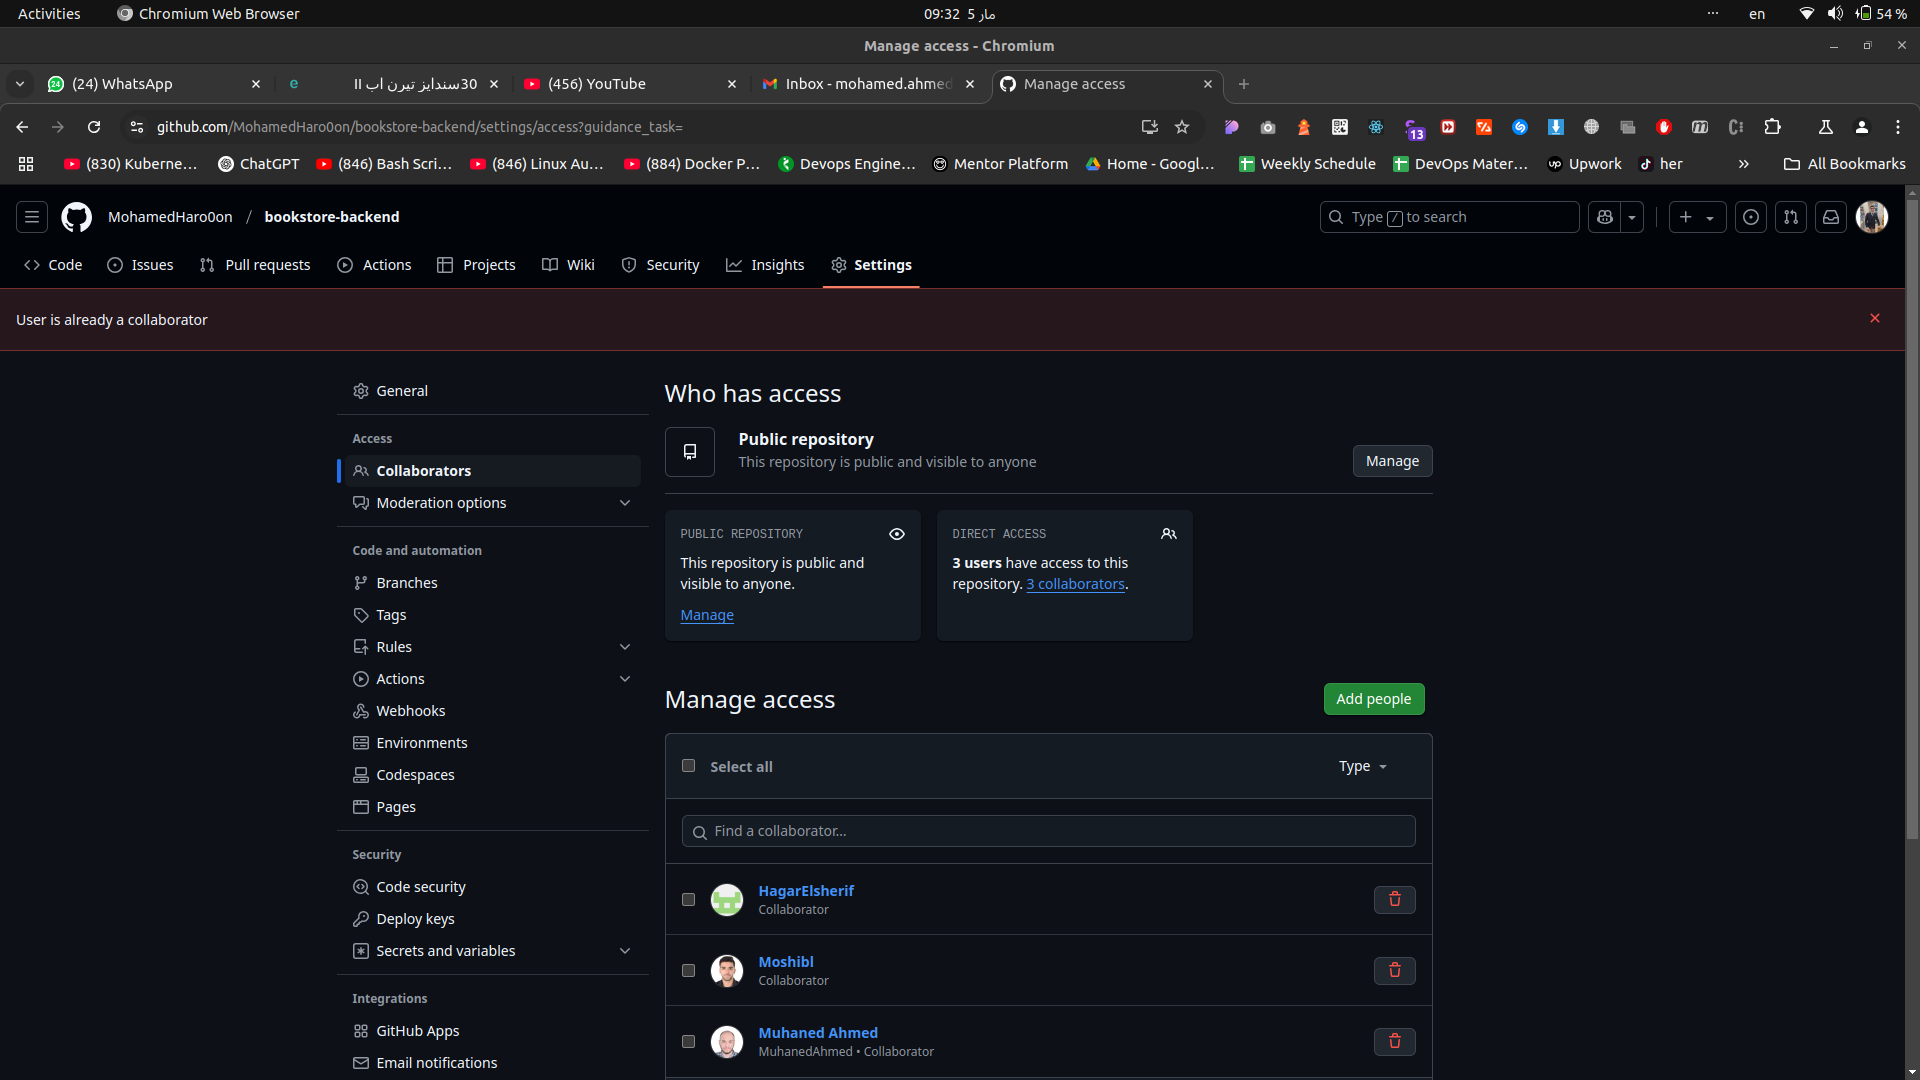 Activities
Chromium Web Browser
09:32 5 مار
en
54 %
Manage access - Chromium
(24) WhatsApp
30سندايز تيرن اب II
(456) YouTube
Inbox - mohamed.ahmed
Manage access
github.com/MohamedHaro0on/bookstore-backend/settings/access?guidance_task=
13
(830) Kuberne…
ChatGPT
(846) Bash Scri…
(846) Linux Au…
(884) Docker P…
Devops Engine…
Mentor Platform
Home - Googl…
Weekly Schedule
DevOps Mater…
Upwork
her
All Bookmarks
MohamedHaro0on / bookstore-backend
Type / to search
Code
Issues
Pull requests
Actions
Projects
Wiki
Security
Insights
Settings
User is already a collaborator
General
Access
Collaborators
Moderation options
Code and automation
Branches
Tags
Rules
Actions
Webhooks
Environments
Codespaces
Pages
Security
Code security
Deploy keys
Secrets and variables
Integrations
GitHub Apps
Email notifications
Who has access
Public repository
This repository is public and visible to anyone
Manage
PUBLIC REPOSITORY
This repository is public and
visible to anyone.
Manage
DIRECT ACCESS
3 users have access to this
repository. 3 collaborators.
Manage access
Add people
Select all
Type
Find a collaborator...
HagarElsherif
Collaborator
Moshibl
Collaborator
Muhaned Ahmed
MuhanedAhmed • Collaborator